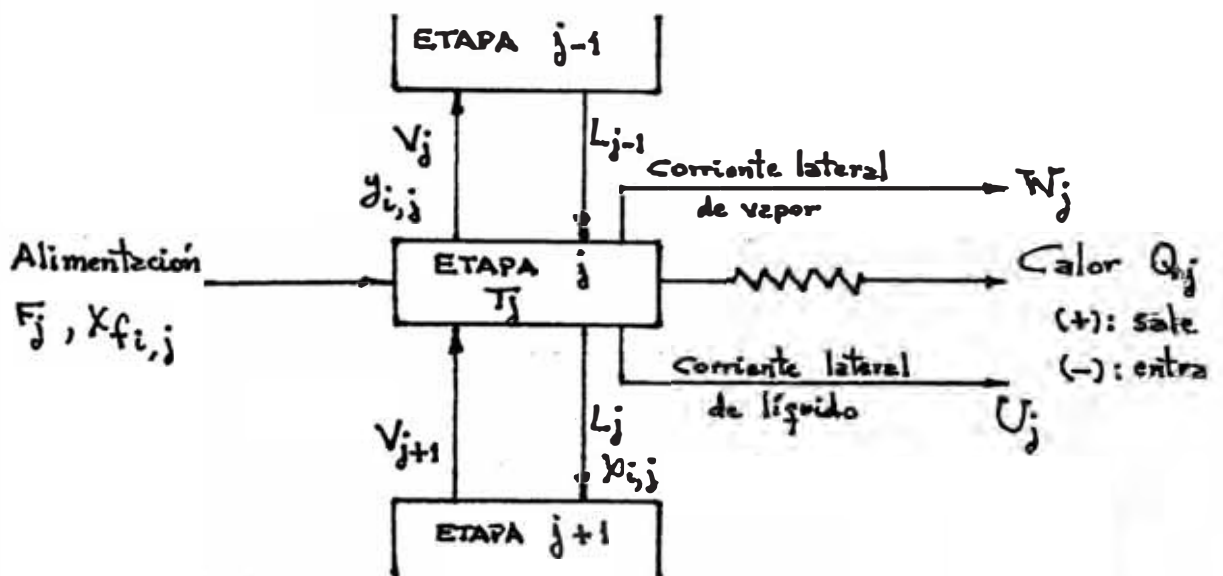 ETAPA j-1
Vj
Lj-1
yi,j
Corriente lateral
de vapor
Wj
Alimentación
Fj , Xfi,j
ETAPA j
Tj
Calor Qj
(+): sale
(-): entra
Corriente lateral
de líquido
Uj
Vj+1
Lj
xi,j
ETAPA j+1